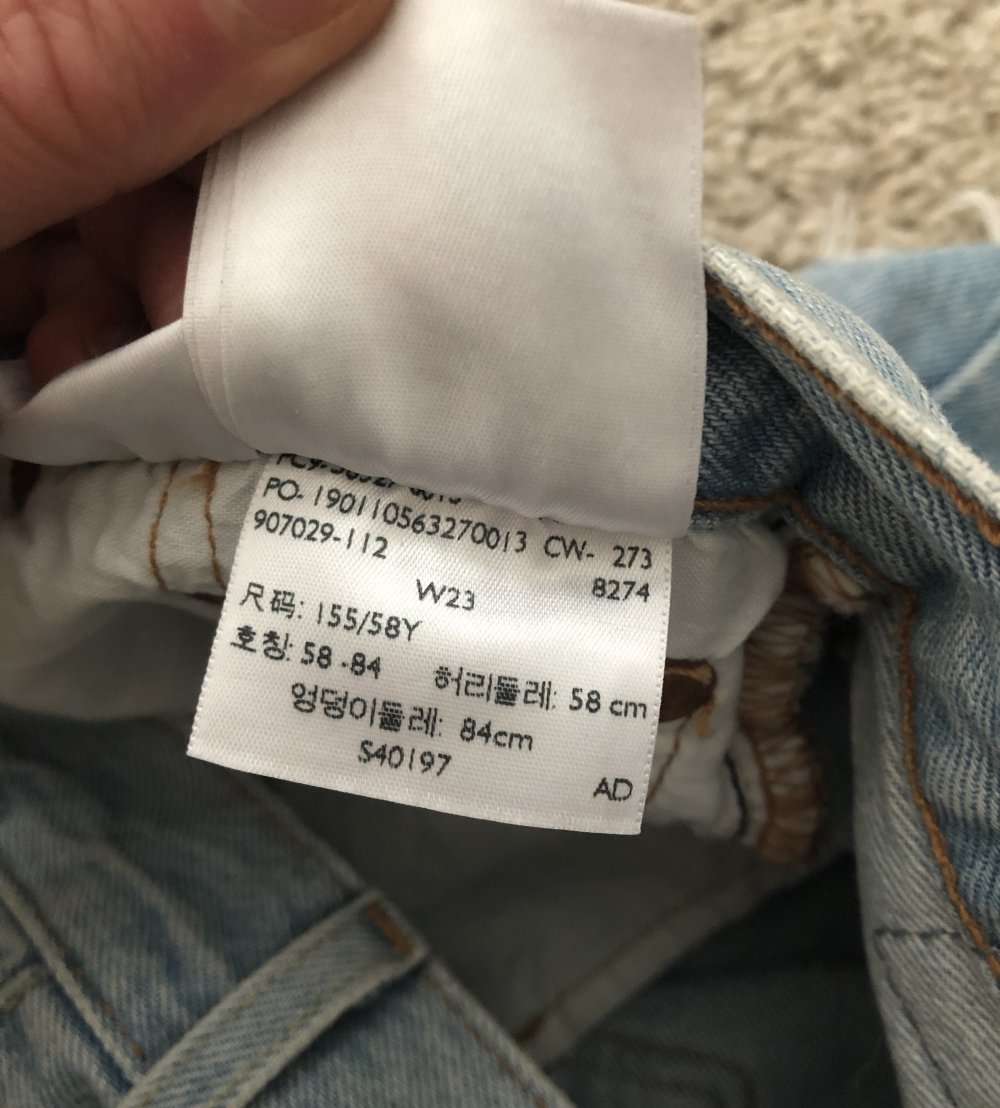 PO- 190110563270013 CW- 273
907029-112 8274
W23
尺码: 155/58Y
호칭: 58 -84 허리둘레: 58 cm
엉덩이둘레: 84cm
S40197
AD